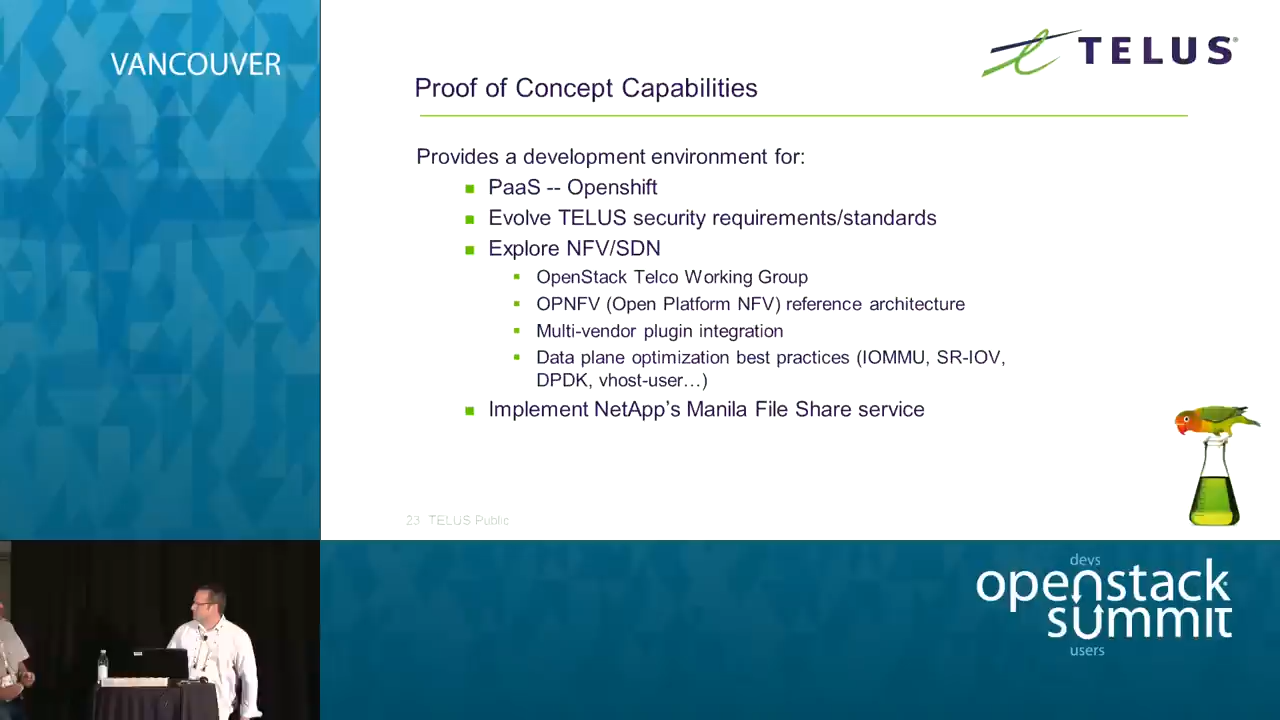 VANCOUVER
TELUS
Proof of Concept Capabilities
Provides a development environment for:
PaaS -- Openshift
Evolve TELUS security requirements/standards
Explore NFV/SDN
OpenStack Telco Working Group
OPNFV (Open Platform NFV) reference architecture
Multi-vendor plugin integration
Data plane optimization best practices (IOMMU, SR-IOV,
DPDK, vhost-user…)
Implement NetApp’s Manila File Share service
23 TELUS Public
devs
openstack
summit
users